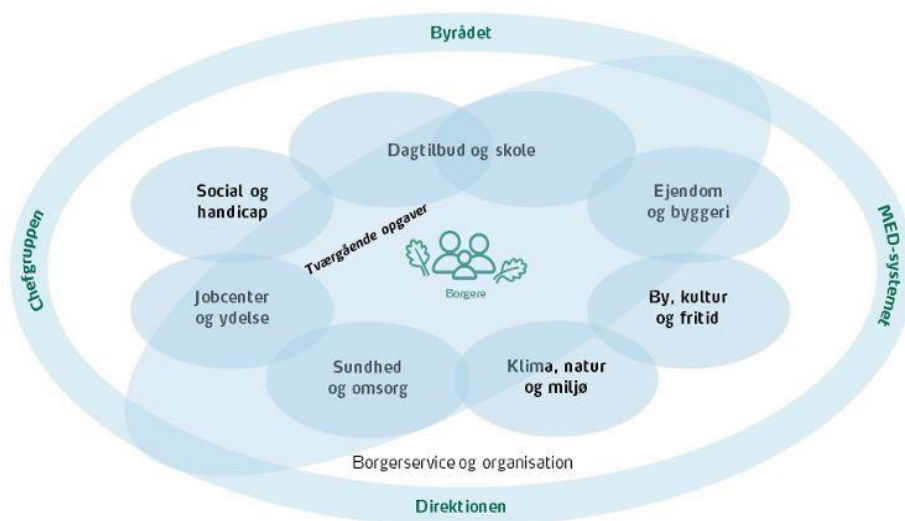 Byrådet
Dagtilbud og skole
Social og
handicap
Ejendom
og byggeri
Tværgående opgaver
Chefgruppen
MED-systemet
Borgere
Jobcenter
og ydelse
By, kultur
og fritid
Sundhed
og omsorg
Klima, natur
og miljø
Borgerservice og organisation
Direktionen